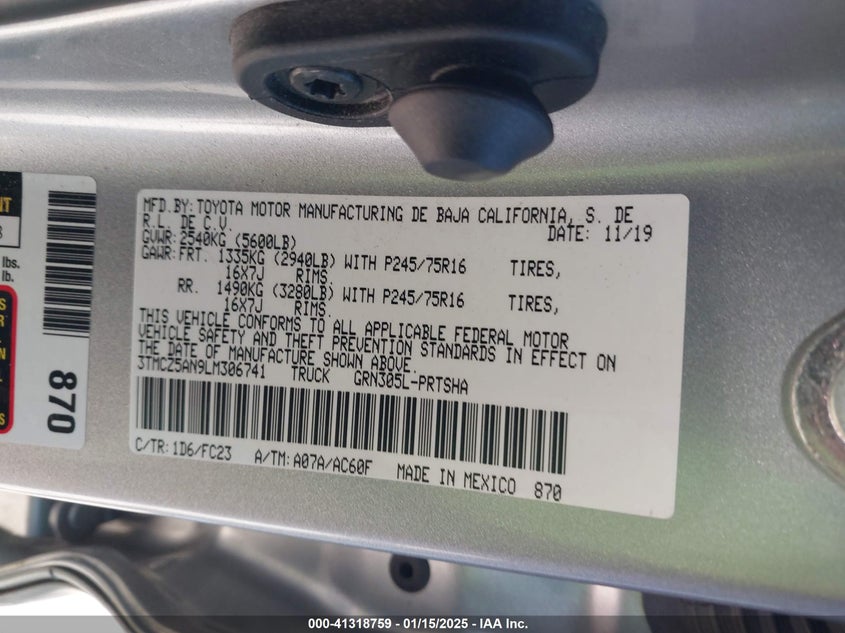 MFD.BY:TOYOTA MOTOR MANUFACTURING DE BAJA CALIFORNIA, S. DE
R.L. DE C.V. DATE: 11/19
GVWR:2540KG (5600LB)
GAWR:FRT. 1335KG (2940LB) WITH P245/75R16 TIRES,
16X7J RIMS.
RR. 1490KG (3280LB) WITH P245/75R16 TIRES,
16X7J RIMS.
THIS VEHICLE CONFORMS TO ALL APPLICABLE FEDERAL MOTOR
VEHICLE SAFETY AND THEFT PREVENTION STANDARDS IN EFFECT ON
THE DATE OF MANUFACTURE SHOWN ABOVE.
3TMCZ5AN9LM306741 TRUCK GRN305L-PRTSHA
C/TR:1D6/FC23 A/TM:A07A/AC60F MADE IN MEXICO 870
NT
lbs.
lb.
870
000-41318759 - 01/15/2025 - IAA Inc.